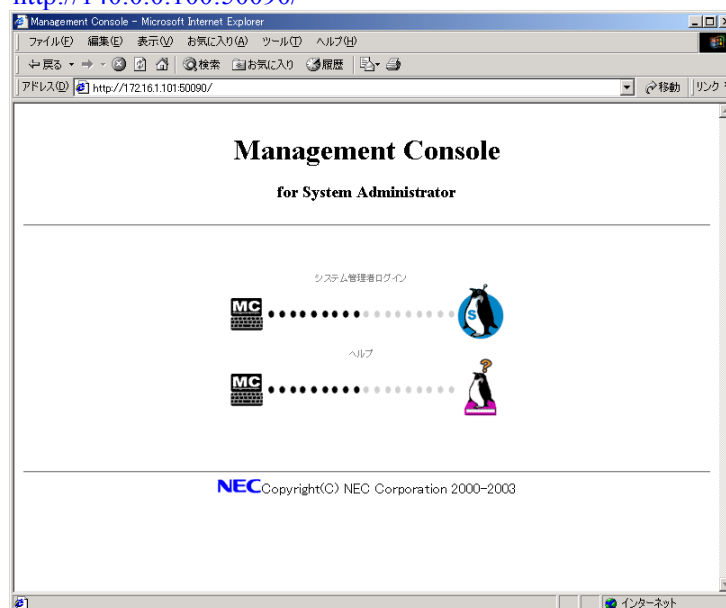 Management Console - Microsoft Internet Explorer
ファイル(F) 編集(E) 表示(V) お気に入り(A) ツール(T) ヘルプ(H)
戻る 検索 お気に入り 履歴
アドレス(D) http://172.16.1.101:50090/ 移動 リンク
Management Console
for System Administrator
システム管理者ログイン
MC S
ヘルプ
MC ?
NEC Copyright(C) NEC Corporation 2000-2003
インターネット